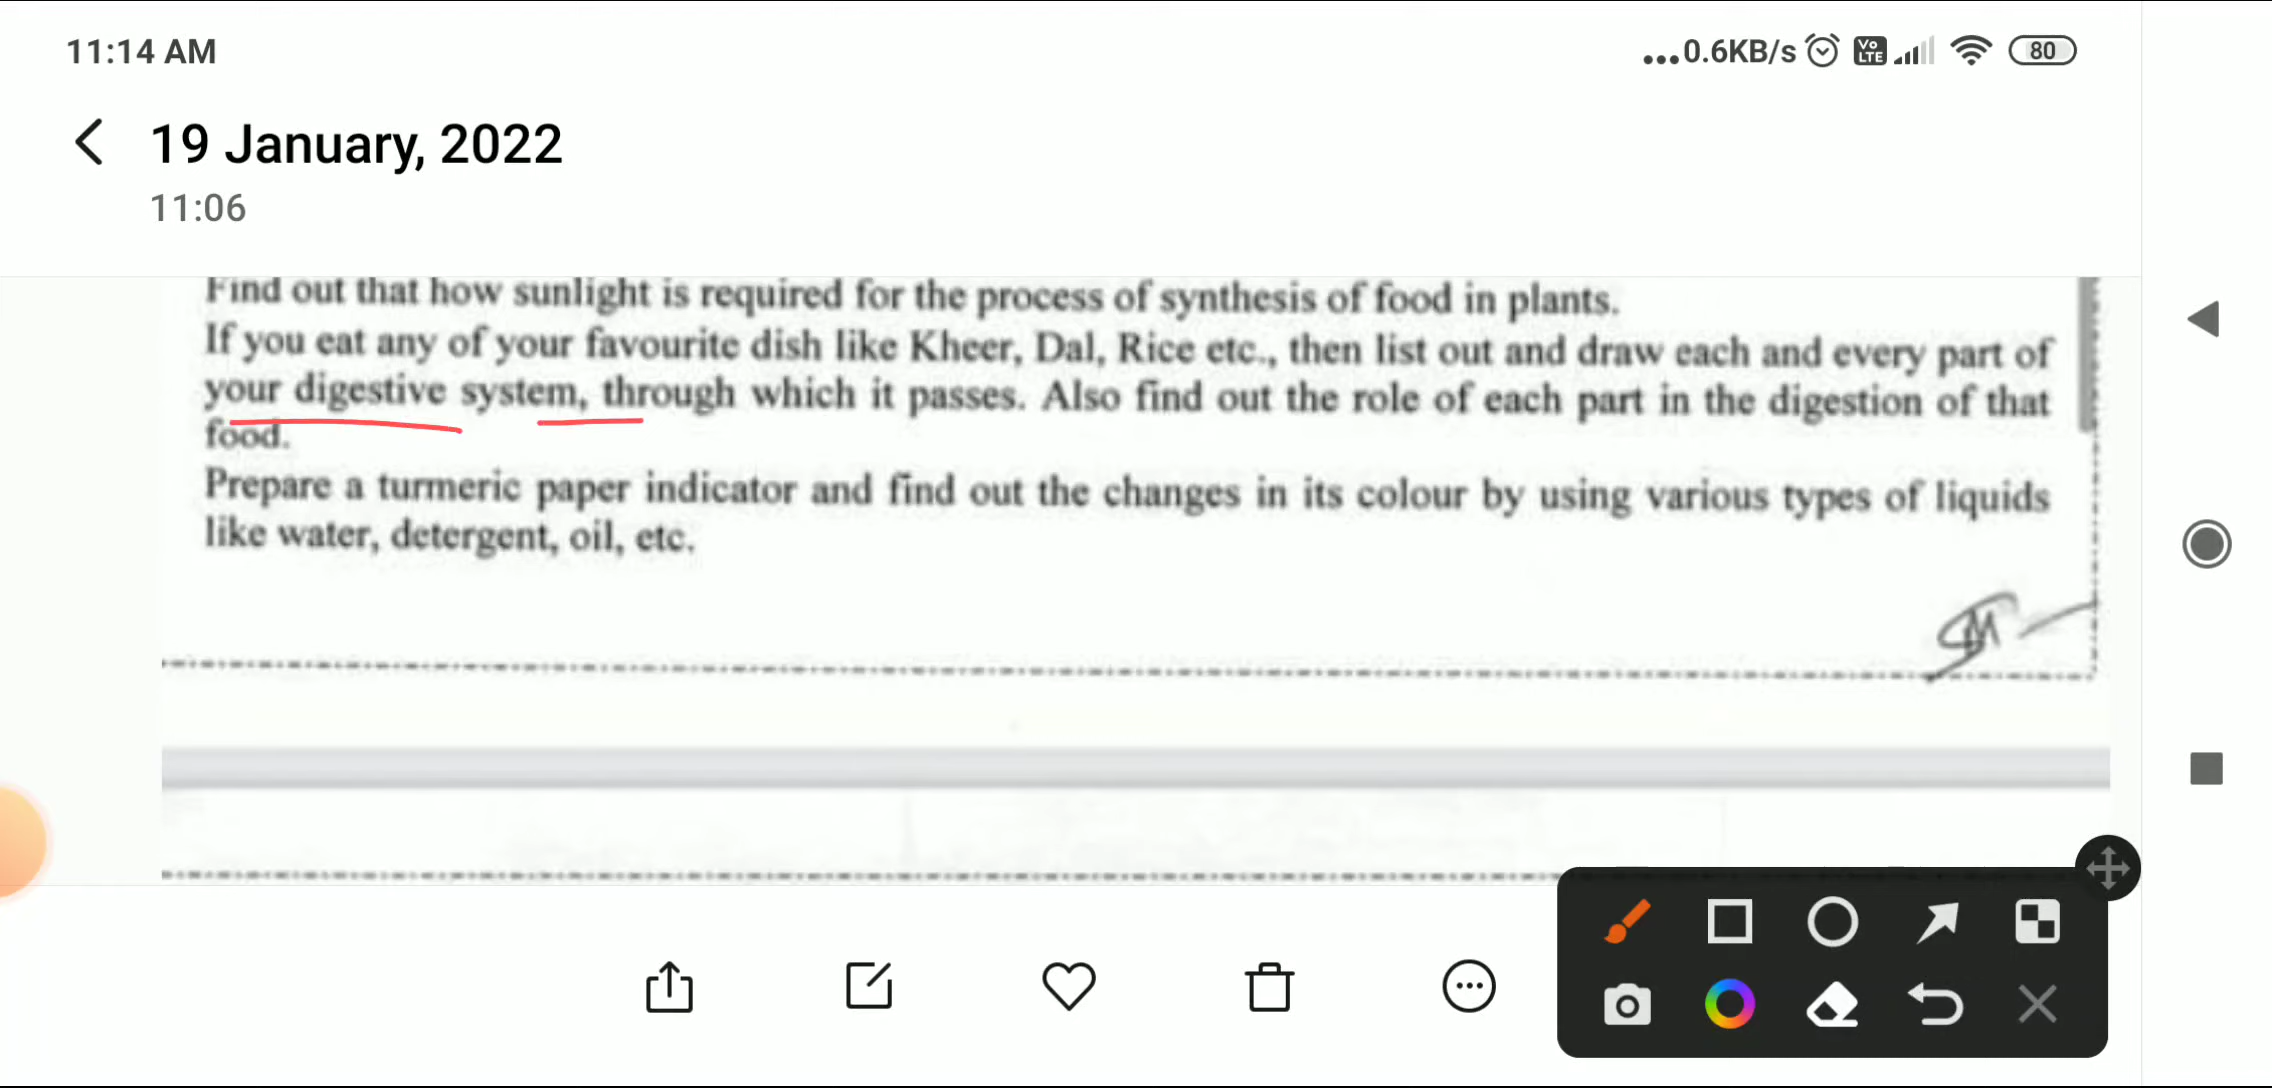 11:14 AM
...0.6KB/s Vo LTE 80
19 January, 2022
11:06
Find out that how sunlight is required for the process of synthesis of food in plants.
If you eat any of your favourite dish like Kheer, Dal, Rice etc., then list out and draw each and every part of
your digestive system, through which it passes. Also find out the role of each part in the digestion of that
food.
Prepare a turmeric paper indicator and find out the changes in its colour by using various types of liquids
like water, detergent, oil, etc.